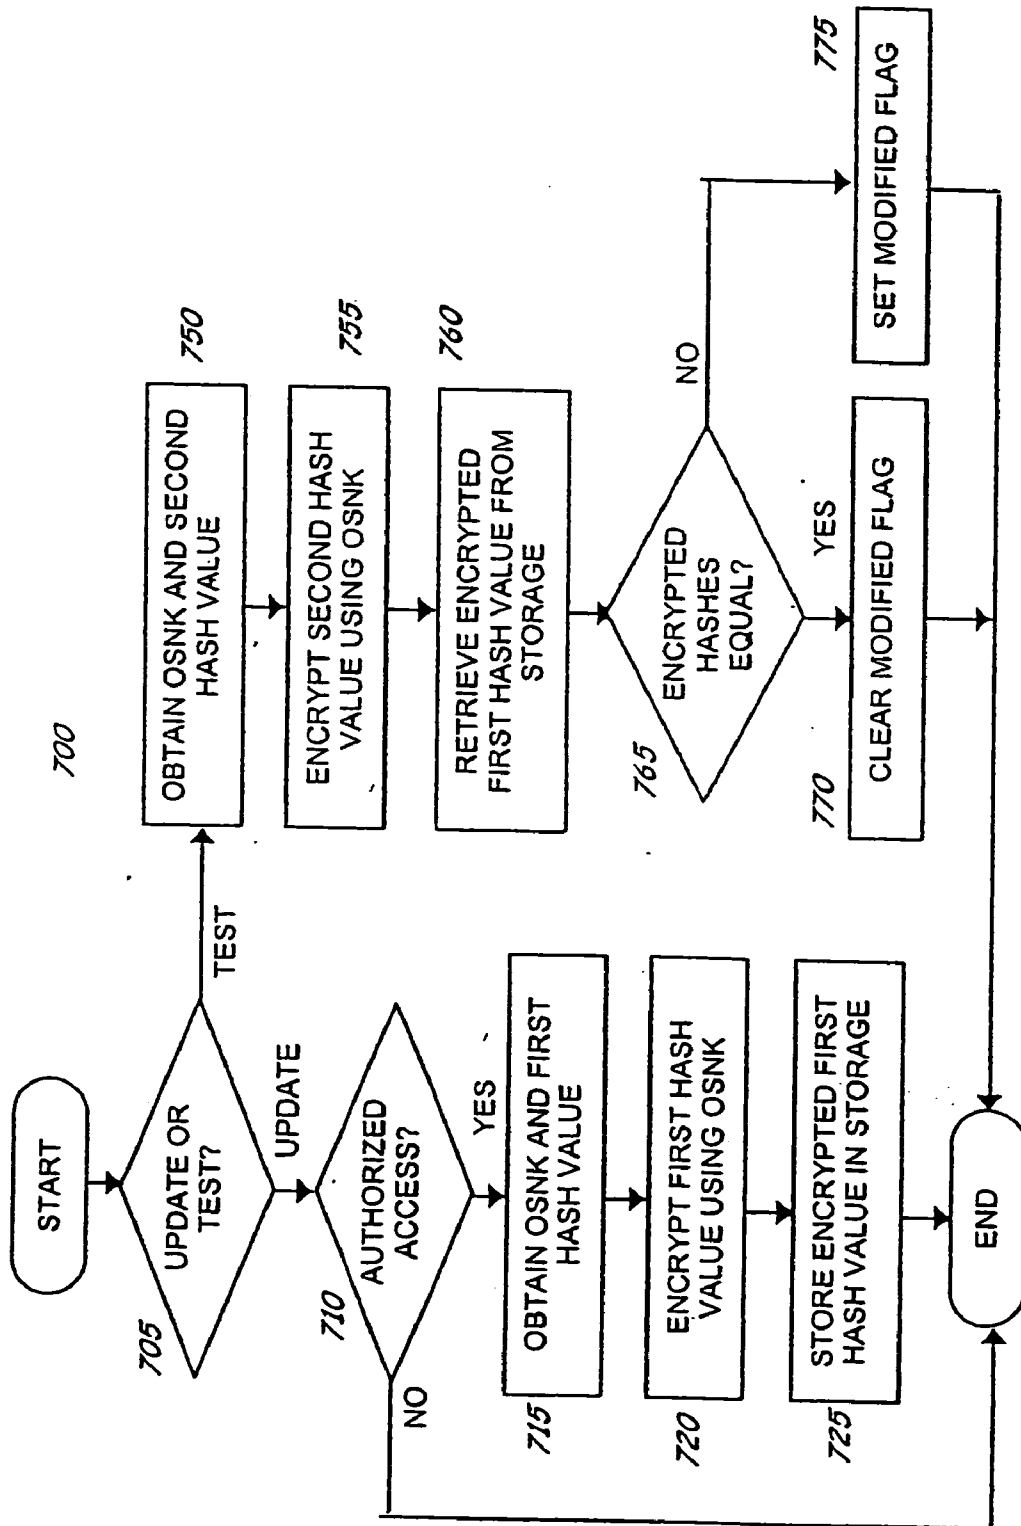 700
START
UPDATE OR
TEST?
705
TEST
UPDATE
AUTHORIZED
ACCESS?
710
NO
YES
OBTAIN OSNK AND FIRST
HASH VALUE
715
ENCRYPT FIRST HASH
VALUE USING OSNK
720
STORE ENCRYPTED FIRST
HASH VALUE IN STORAGE
725
OBTAIN OSNK AND SECOND
HASH VALUE
750
ENCRYPT SECOND HASH
VALUE USING OSNK
755
RETRIEVE ENCRYPTED
FIRST HASH VALUE FROM
STORAGE
760
ENCRYPTED
HASHES
EQUAL?
765
NO
YES
770
CLEAR MODIFIED FLAG
SET MODIFIED FLAG
775
END